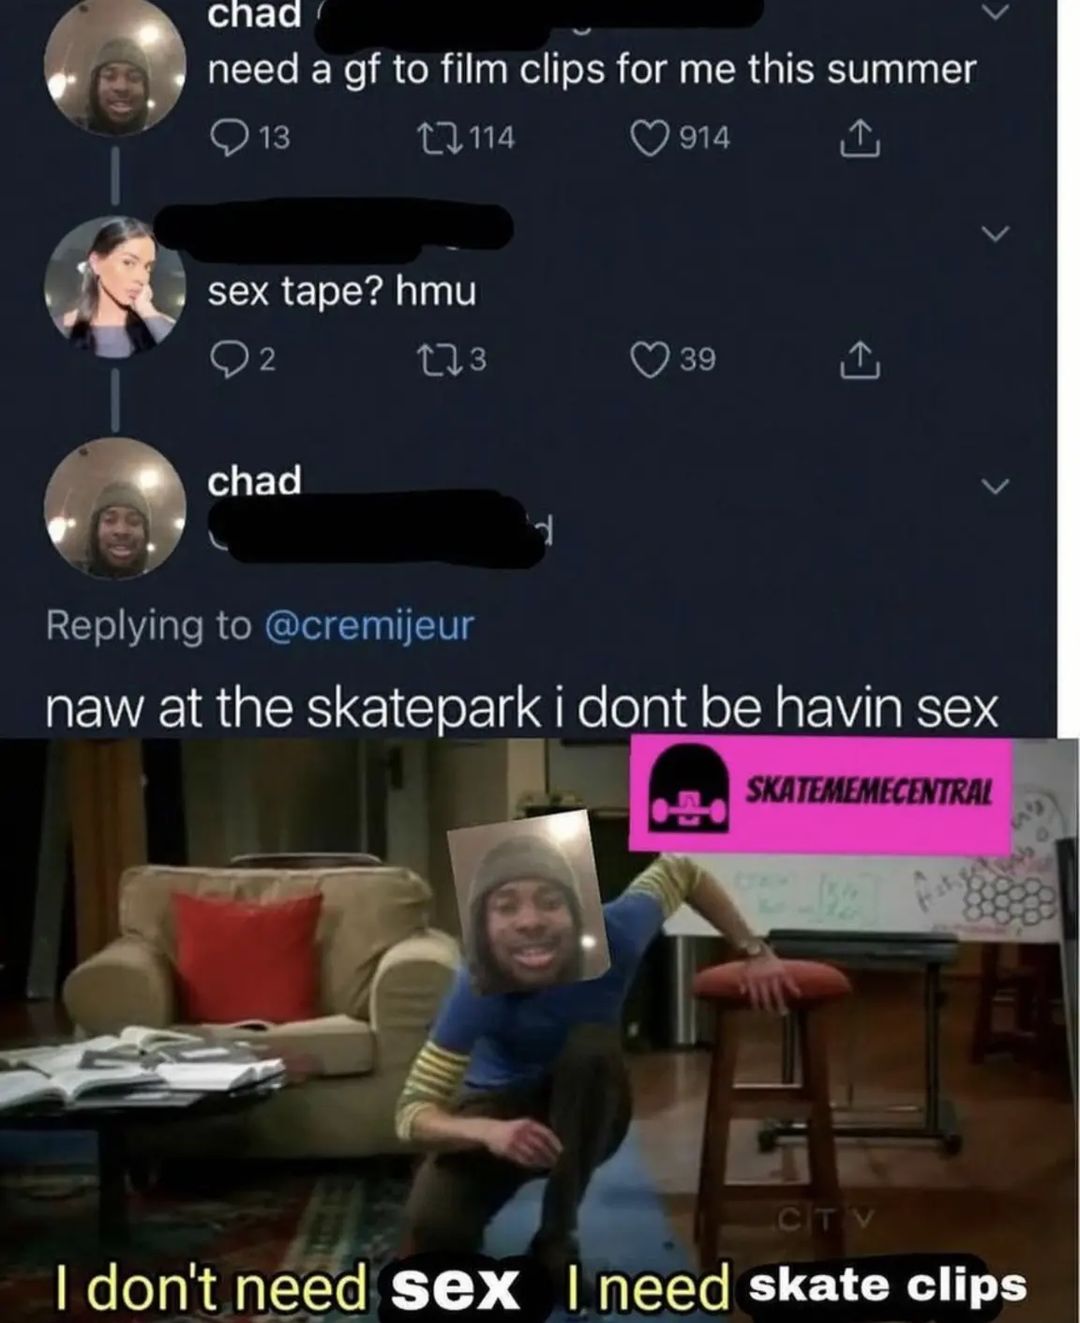 chad
need a gf to film clips for me this summer
13 114 914
sex tape? hmu
2 3 39
chad
d
Replying to @cremijeur
naw at the skatepark i dont be havin sex
SKATEMEMECENTRAL
CTV
I don't need sex I need skate clips